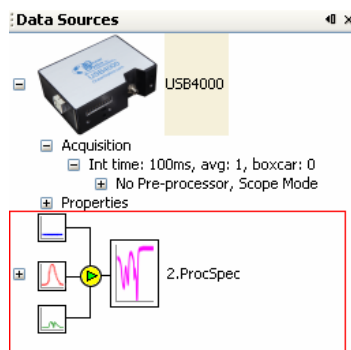 Data Sources
USB4000
USB4000
Acquisition
Int time: 100ms, avg: 1, boxcar: 0
No Pre-processor, Scope Mode
Properties
2.ProcSpec